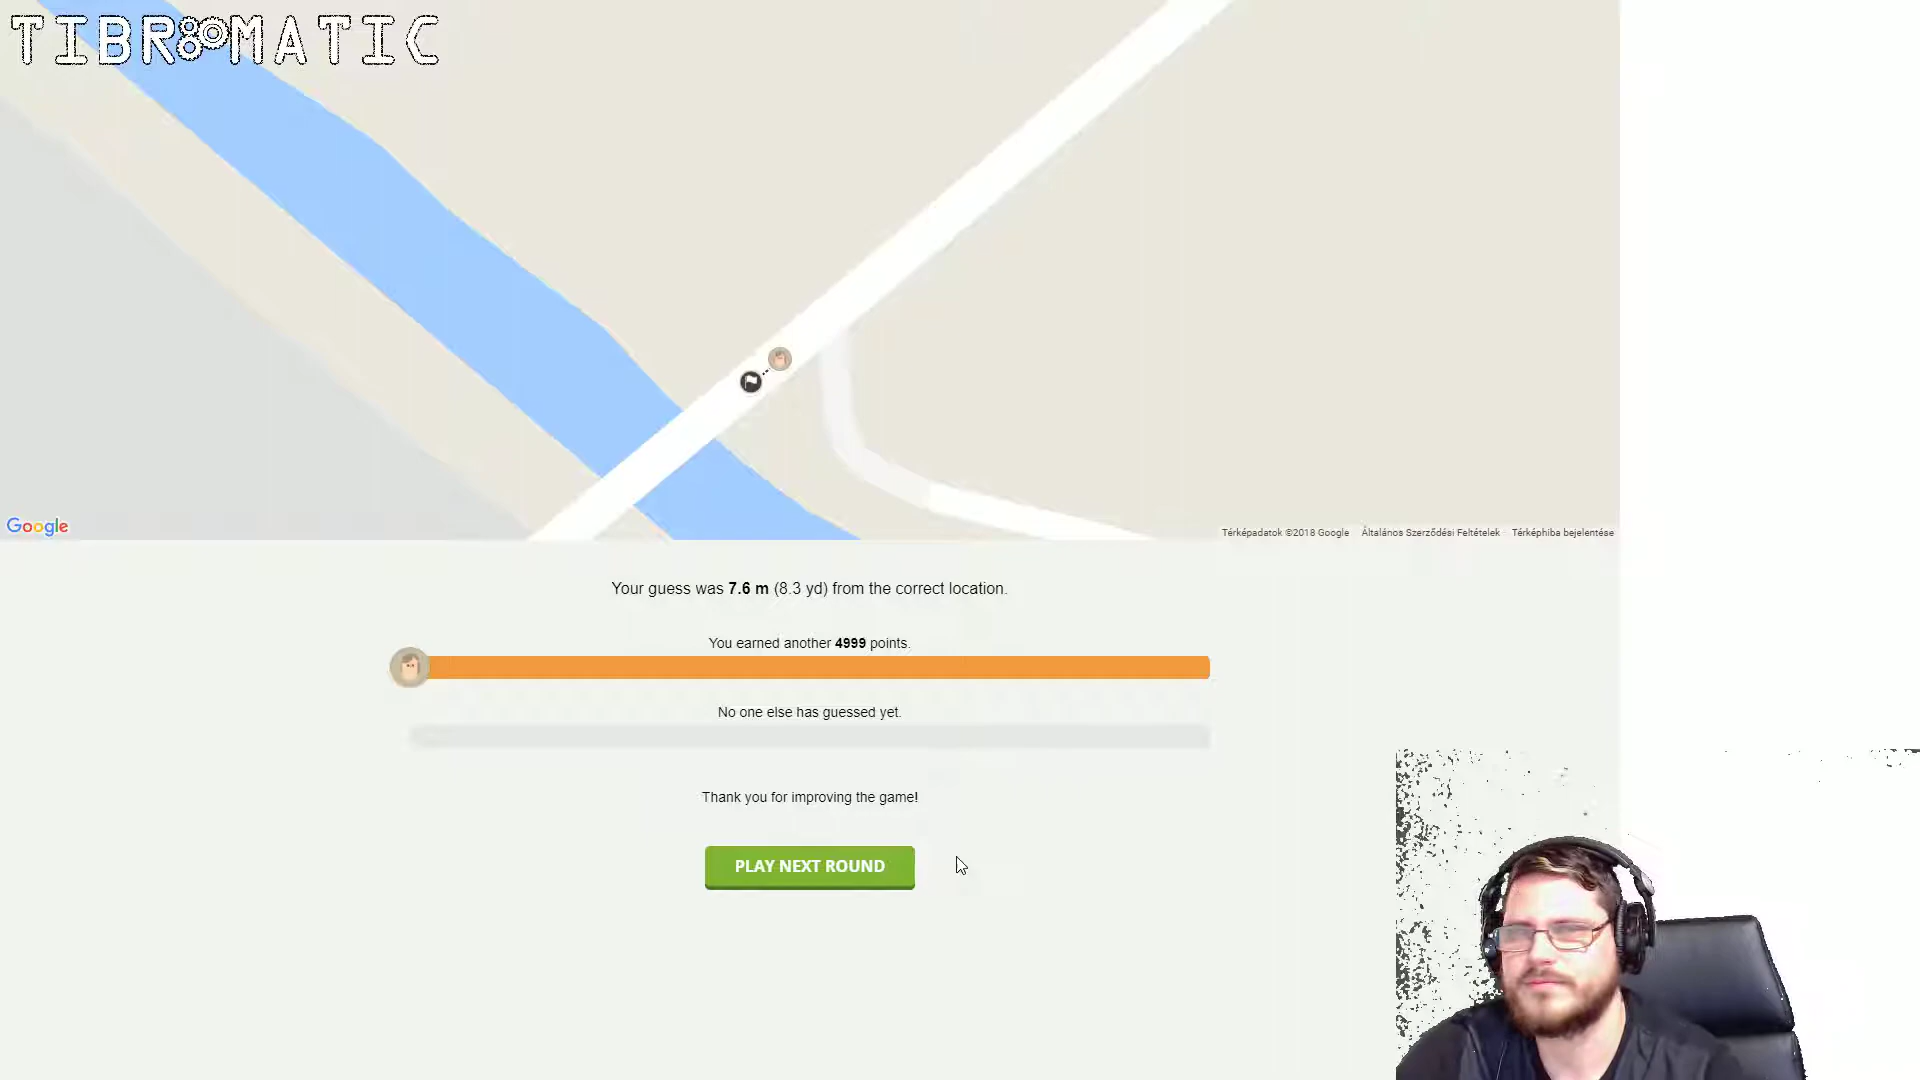 TIBROMATIC
Google
Térképadatok ©2018 Google Általános Szerződési Feltételek Térképhiba bejelentése
Your guess was 7.6 m (8.3 yd) from the correct location.
You earned another 4999 points.
No one else has guessed yet.
Thank you for improving the game!
PLAY NEXT ROUND